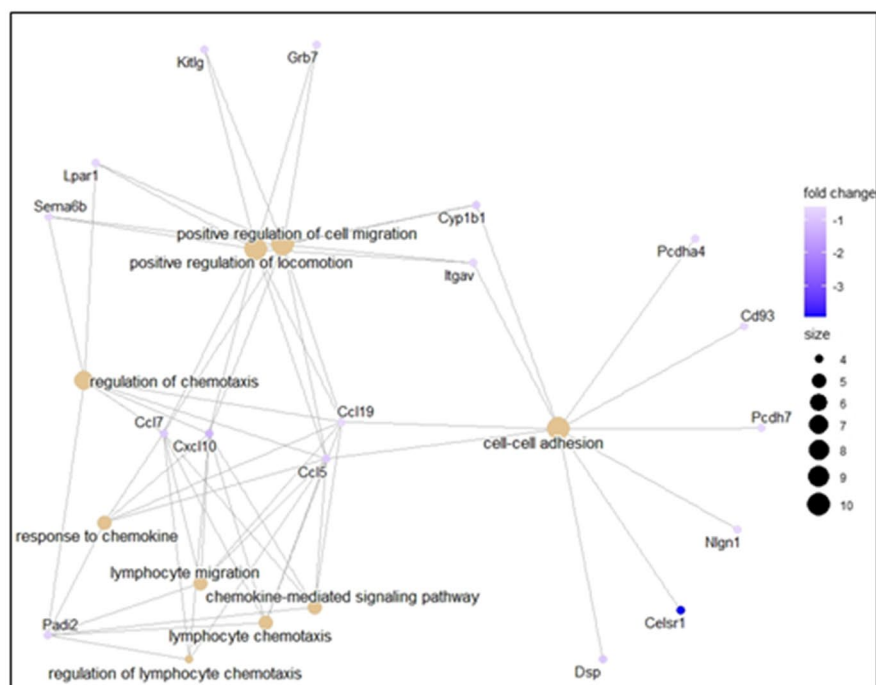 Kitlg
Grb7
Lpar1
Sema6b
Cyp1b1
positive regulation of cell migration
positive regulation of locomotion
Itgav
Pcdha4
Cd93
regulation of chemotaxis
Ccl7
Cxcl10
Ccl19
Ccl5
cell-cell adhesion
Pcdh7
response to chemokine
Nlgn1
lymphocyte migration
chemokine-mediated signaling pathway
Padi2
lymphocyte chemotaxis
Celsr1
regulation of lymphocyte chemotaxis
Dsp
fold change
-1
-2
-3
size
4
5
6
7
8
9
10